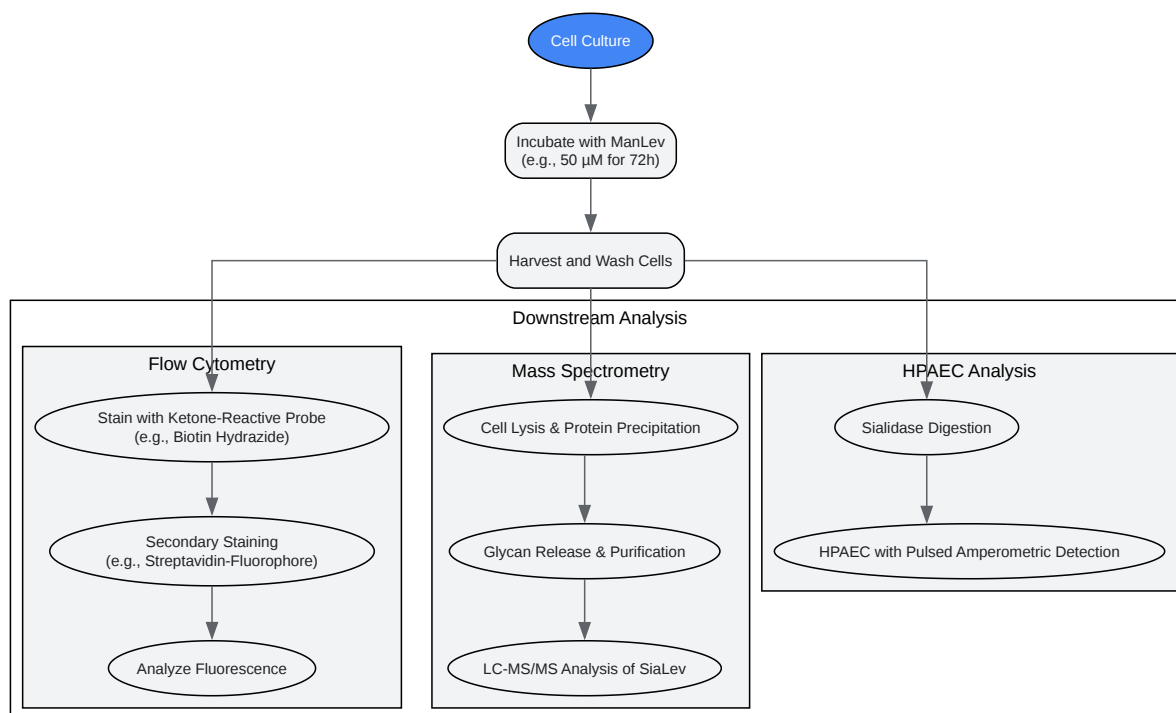 Cell Culture
Incubate with ManLev
(e.g., 50 µM for 72h)
Harvest and Wash Cells
Downstream Analysis
Flow Cytometry
Stain with Ketone-Reactive Probe
(e.g., Biotin Hydrazide)
Secondary Staining
(e.g., Streptavidin-Fluorophore)
Analyze Fluorescence
Mass Spectrometry
Cell Lysis & Protein Precipitation
Glycan Release & Purification
LC-MS/MS Analysis of SiaLev
HPAEC Analysis
Sialidase Digestion
HPAEC with Pulsed Amperometric Detection